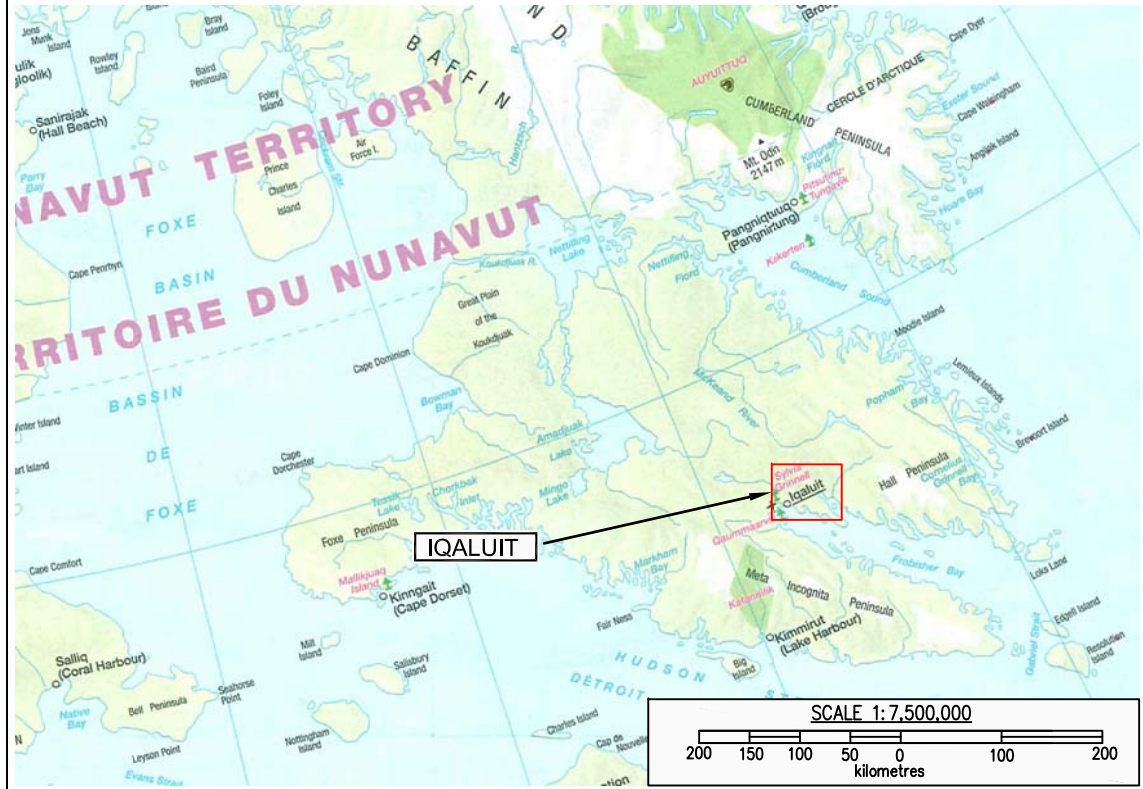 Jens
Munk
Island
Bray
Island
Rowley
Island
Baird
Peninsula
Foley
Island
Sanirajak
(Hall Beach)
Air
Force I.
Prince
Charles
Island
Parry
Bay
NAVUT TERRITORY
RRITOIRE DU NUNAVUT
FOXE
BASIN
BASSIN
DE
FOXE
BAFFIN
N D
AUYUITTUQ
CUMBERLAND
PENINSULA
CERCLE D'ARCTIQUE
Cape Dyer
Exeter Sound
Cape Walsingham
Angijak Island
Hoare Bay
Mt. Odin
2147 m
Kingnait
Fiord
Pangniqtuuq
(Pangnirtung)
Kekerten
Cumberland Sound
Cape Penrhyn
Koukdjuak R.
Nettilling
Lake
Nettilling
Fiord
Great Plain
of the
Koukdjuak
Cape Dominion
Bowman
Bay
McKeand River
Moodie Island
Lemieux Islands
Popham
Bay
Brevoort Island
Cape
Dorchester
Amadjuak
Lake
Mingo
Lake
Chorkbak
Inlet
Tessik
Lake
Foxe Peninsula
Sylvia
Grinnell
Iqaluit
Qaummaarviit
Hall Peninsula
Cornelius
Grinnell
Bay
IQALUIT
Cape Comfort
Mallikjuaq
Island
Kinngait
(Cape Dorset)
Markham
Bay
Meta
Incognita
Peninsula
Katannilik
Frobisher Bay
Loks Land
Fair Ness
Kimmirut
(Lake Harbour)
Gabriel Strait
Edgell Island
Resolution
Island
Salliq
(Coral Harbour)
Native
Bay
Bell Peninsula
Seahorse
Point
Mill
Island
Salisbury
Island
Nottingham
Island
Leyson Point
Evans Strait
Big
Island
HUDSON
DÉTROIT
Charles Island
Cap de
Nouvelle
SCALE 1:7,500,000
200 150 100 50 0 100 200
kilometres